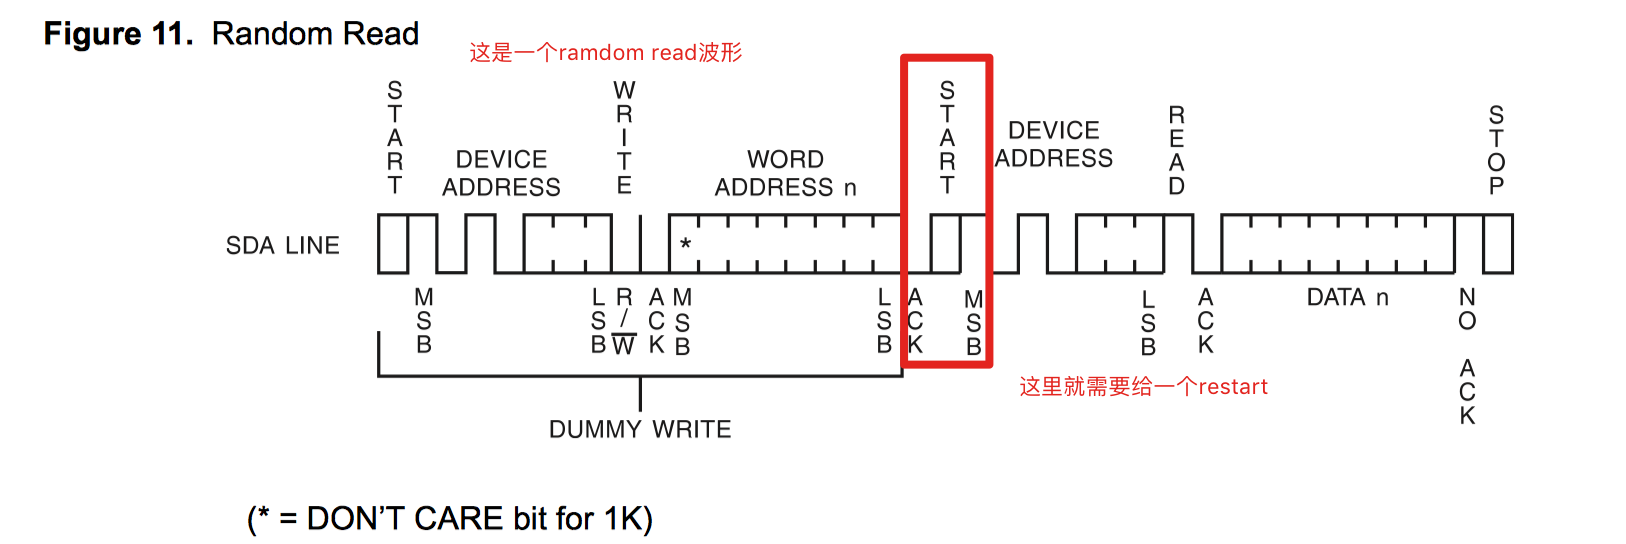 Figure 11. Random Read
这是一个ramdom read波形
START
WRITE
START
READ
STOP
DEVICE
ADDRESS
WORD
ADDRESS n
DEVICE
ADDRESS
SDA LINE
*
MSB
LSB
R/W
ACK
MSB
LSB
ACK
MSB
LSB
ACK
DATA n
NO ACK
这里就需要给一个restart
DUMMY WRITE
(* = DON’T CARE bit for 1K)